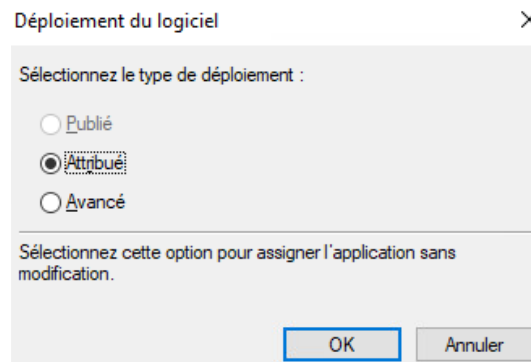 Déploiement du logiciel
Sélectionnez le type de déploiement :
Publié
Attribué
Avancé
Sélectionnez cette option pour assigner l'application sans
modification.
OK
Annuler